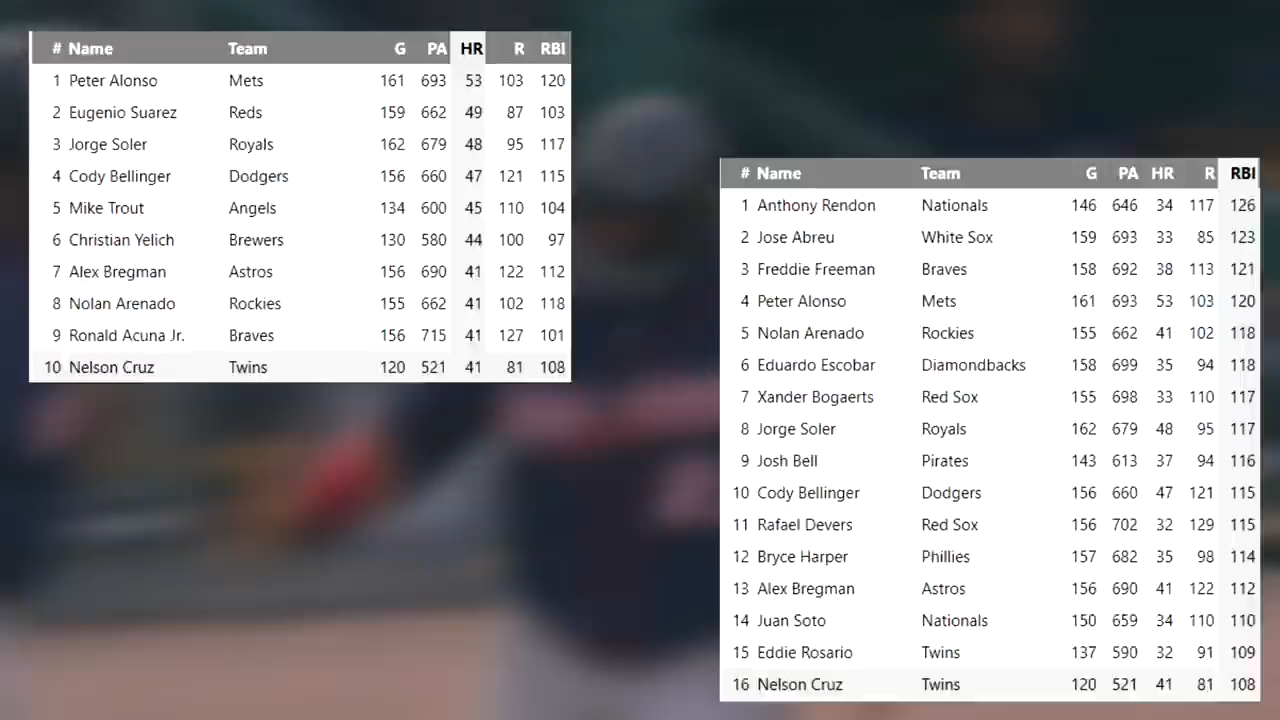 # Name Team G PA HR R RBI
1 Peter Alonso Mets 161 693 53 103 120
2 Eugenio Suarez Reds 159 662 49 87 103
3 Jorge Soler Royals 162 679 48 95 117
4 Cody Bellinger Dodgers 156 660 47 121 115
5 Mike Trout Angels 134 600 45 110 104
6 Christian Yelich Brewers 130 580 44 100 97
7 Alex Bregman Astros 156 690 41 122 112
8 Nolan Arenado Rockies 155 662 41 102 118
9 Ronald Acuna Jr. Braves 156 715 41 127 101
10 Nelson Cruz Twins 120 521 41 81 108
# Name Team G PA HR R RBI
1 Anthony Rendon Nationals 146 646 34 117 126
2 Jose Abreu White Sox 159 693 33 85 123
3 Freddie Freeman Braves 158 692 38 113 121
4 Peter Alonso Mets 161 693 53 103 120
5 Nolan Arenado Rockies 155 662 41 102 118
6 Eduardo Escobar Diamondbacks 158 699 35 94 118
7 Xander Bogaerts Red Sox 155 698 33 110 117
8 Jorge Soler Royals 162 679 48 95 117
9 Josh Bell Pirates 143 613 37 94 116
10 Cody Bellinger Dodgers 156 660 47 121 115
11 Rafael Devers Red Sox 156 702 32 129 115
12 Bryce Harper Phillies 157 682 35 98 114
13 Alex Bregman Astros 156 690 41 122 112
14 Juan Soto Nationals 150 659 34 110 110
15 Eddie Rosario Twins 137 590 32 91 109
16 Nelson Cruz Twins 120 521 41 81 108